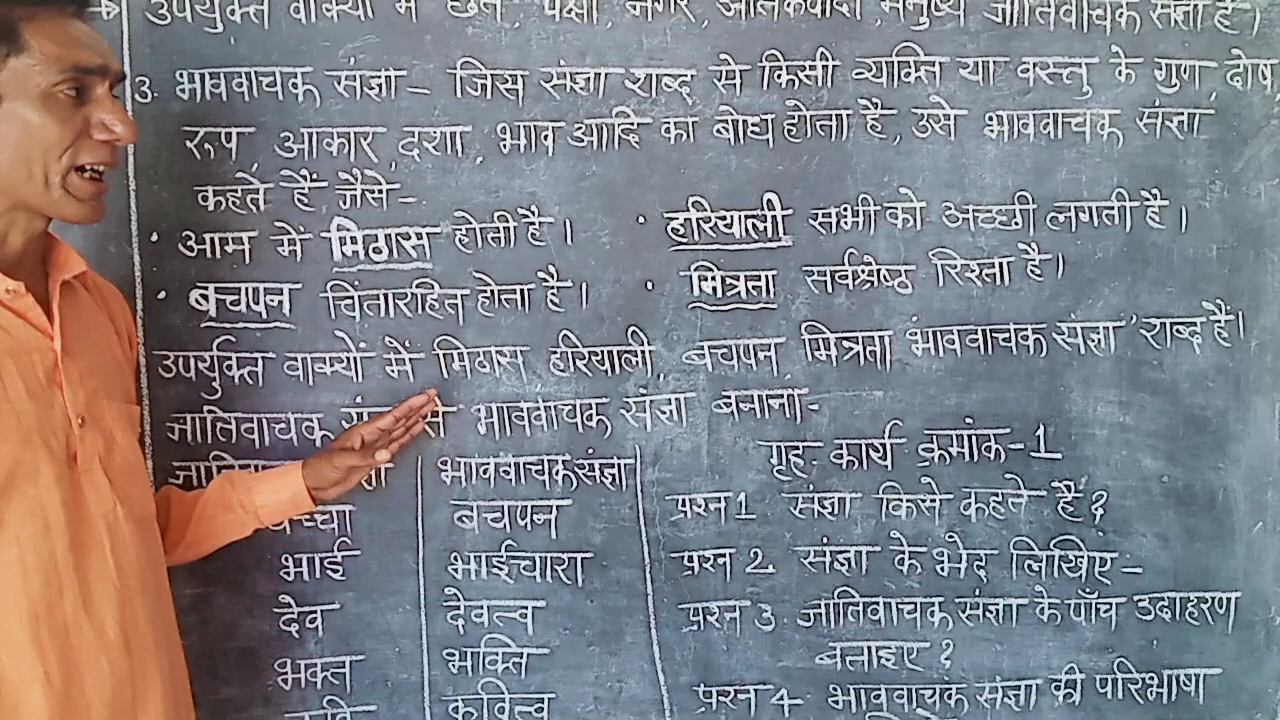 उपर्युक्त वाक्यों में छात्र, पक्षी, नगर, आतंकवादी, मनुष्य जातिवाचक संज्ञा है।
3. भाववाचक संज्ञा - जिस संज्ञा शब्द से किसी व्यक्ति या वस्तु के गुण, दोष,
रूप, आकार, दशा, भाव आदि का बोध होता है, उसे भाववाचक संज्ञा
कहते हैं, जैसे-
• आम में मिठास होती है।
• हरियाली सभी को अच्छी लगती है।
• बचपन चिंतारहित होता है।
• मित्रता सर्वश्रेष्ठ रिश्ता है।
उपर्युक्त वाक्यों में मिठास, हरियाली, बचपन, मित्रता भाववाचक संज्ञा शब्द हैं।
जातिवाचक से भाववाचक संज्ञा बनाना-
भाववाचक संज्ञा
बच्चा बचपन
भाई भाईचारा
देव देवत्व
भक्त भक्ति
कवित्व
गृह कार्य क्रमांक-1
प्रश्न 1 संज्ञा किसे कहते है?
प्रश्न 2. संज्ञा के भेद लिखिए-
प्रश्न 3. जातिवाचक संज्ञा के पाँच उदाहरण
बताइए?
प्रश्न 4. भाववाचक संज्ञा की परिभाषा